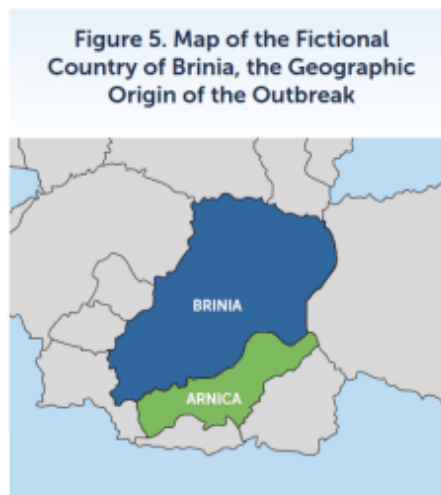 Figure 5. Map of the Fictional
Country of Brinia, the Geographic
Origin of the Outbreak
BRINIA
ARNICA